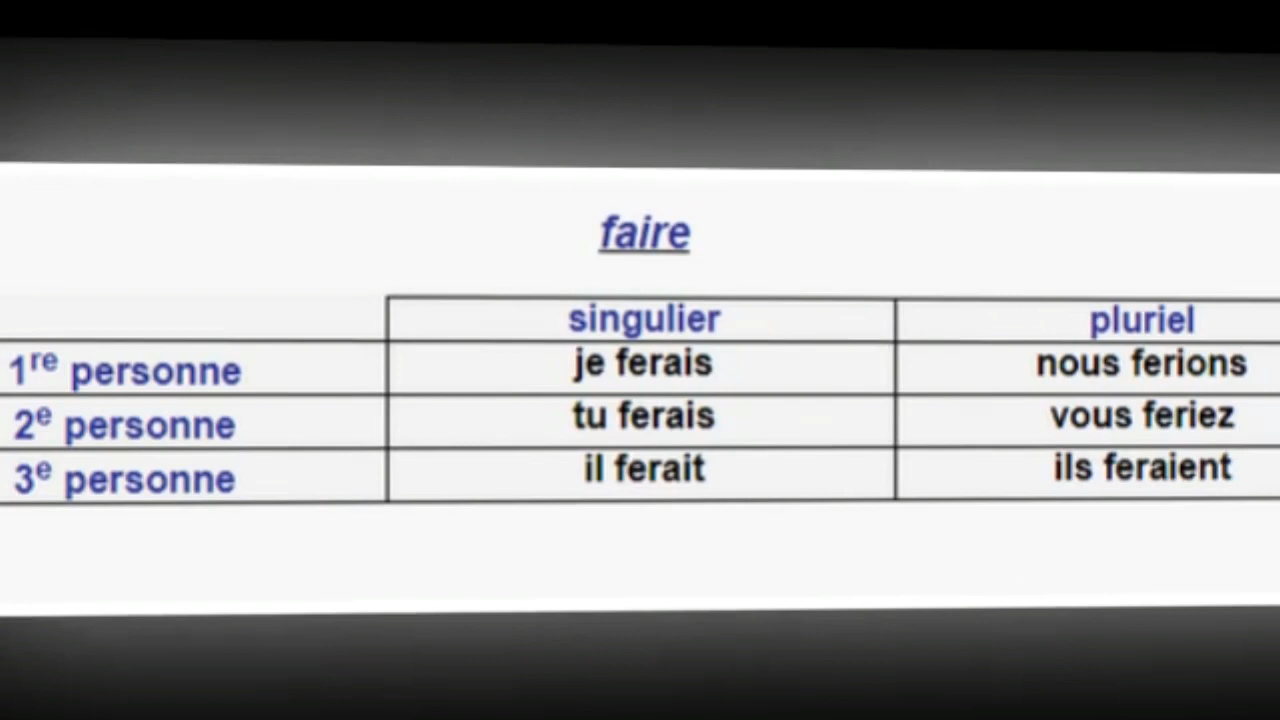 faire
singulier pluriel
1re personne je ferais nous ferions
2e personne tu ferais vous feriez
3e personne il ferait ils feraient